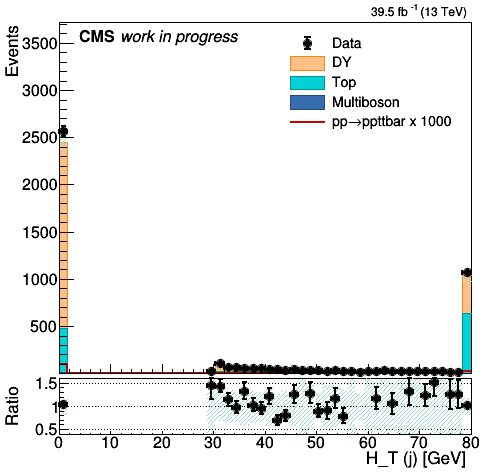 39.5 fb⁻¹ (13 TeV)
CMS work in progress
Events
3500
3000
2500
2000
1500
1000
500
Data
DY
Top
Multiboson
pp→ppttbar x 1000
Ratio
1.5
1
0.5
0 10 20 30 40 50 60 70 80
H_T (j) [GeV]